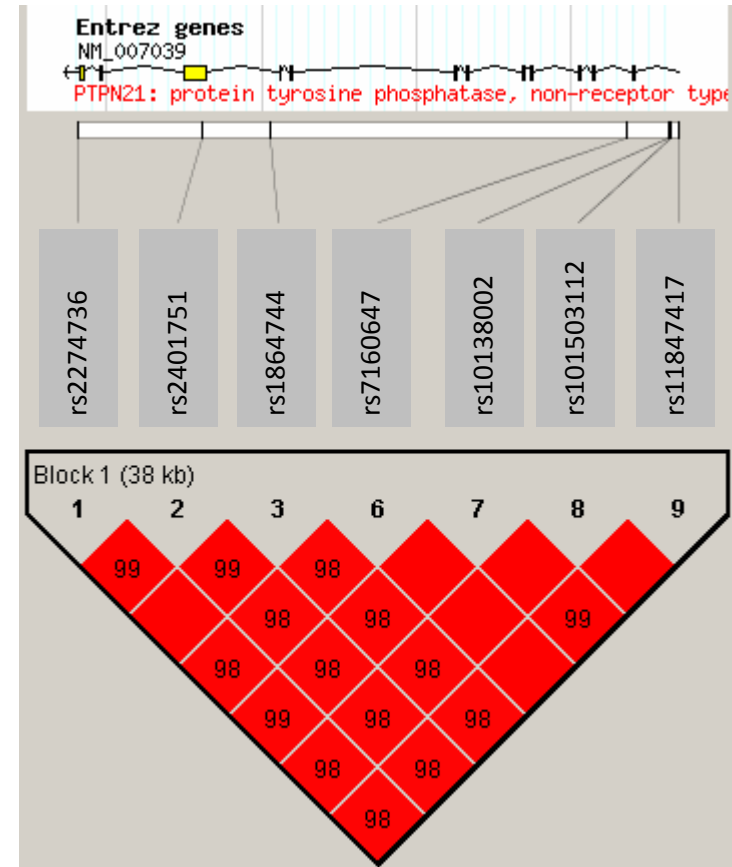 Entrez genes
NM_007039
PTPN21: protein tyrosine phosphatase, non-receptor type
rs2274736
rs2401751
rs1864744
rs7160647
rs10138002
rs101503112
rs11847417
Block 1 (38 kb)
1 2 3 6 7 8 9
99 99 98
98 98 99
98 98 98
99 98 98
98 98
98